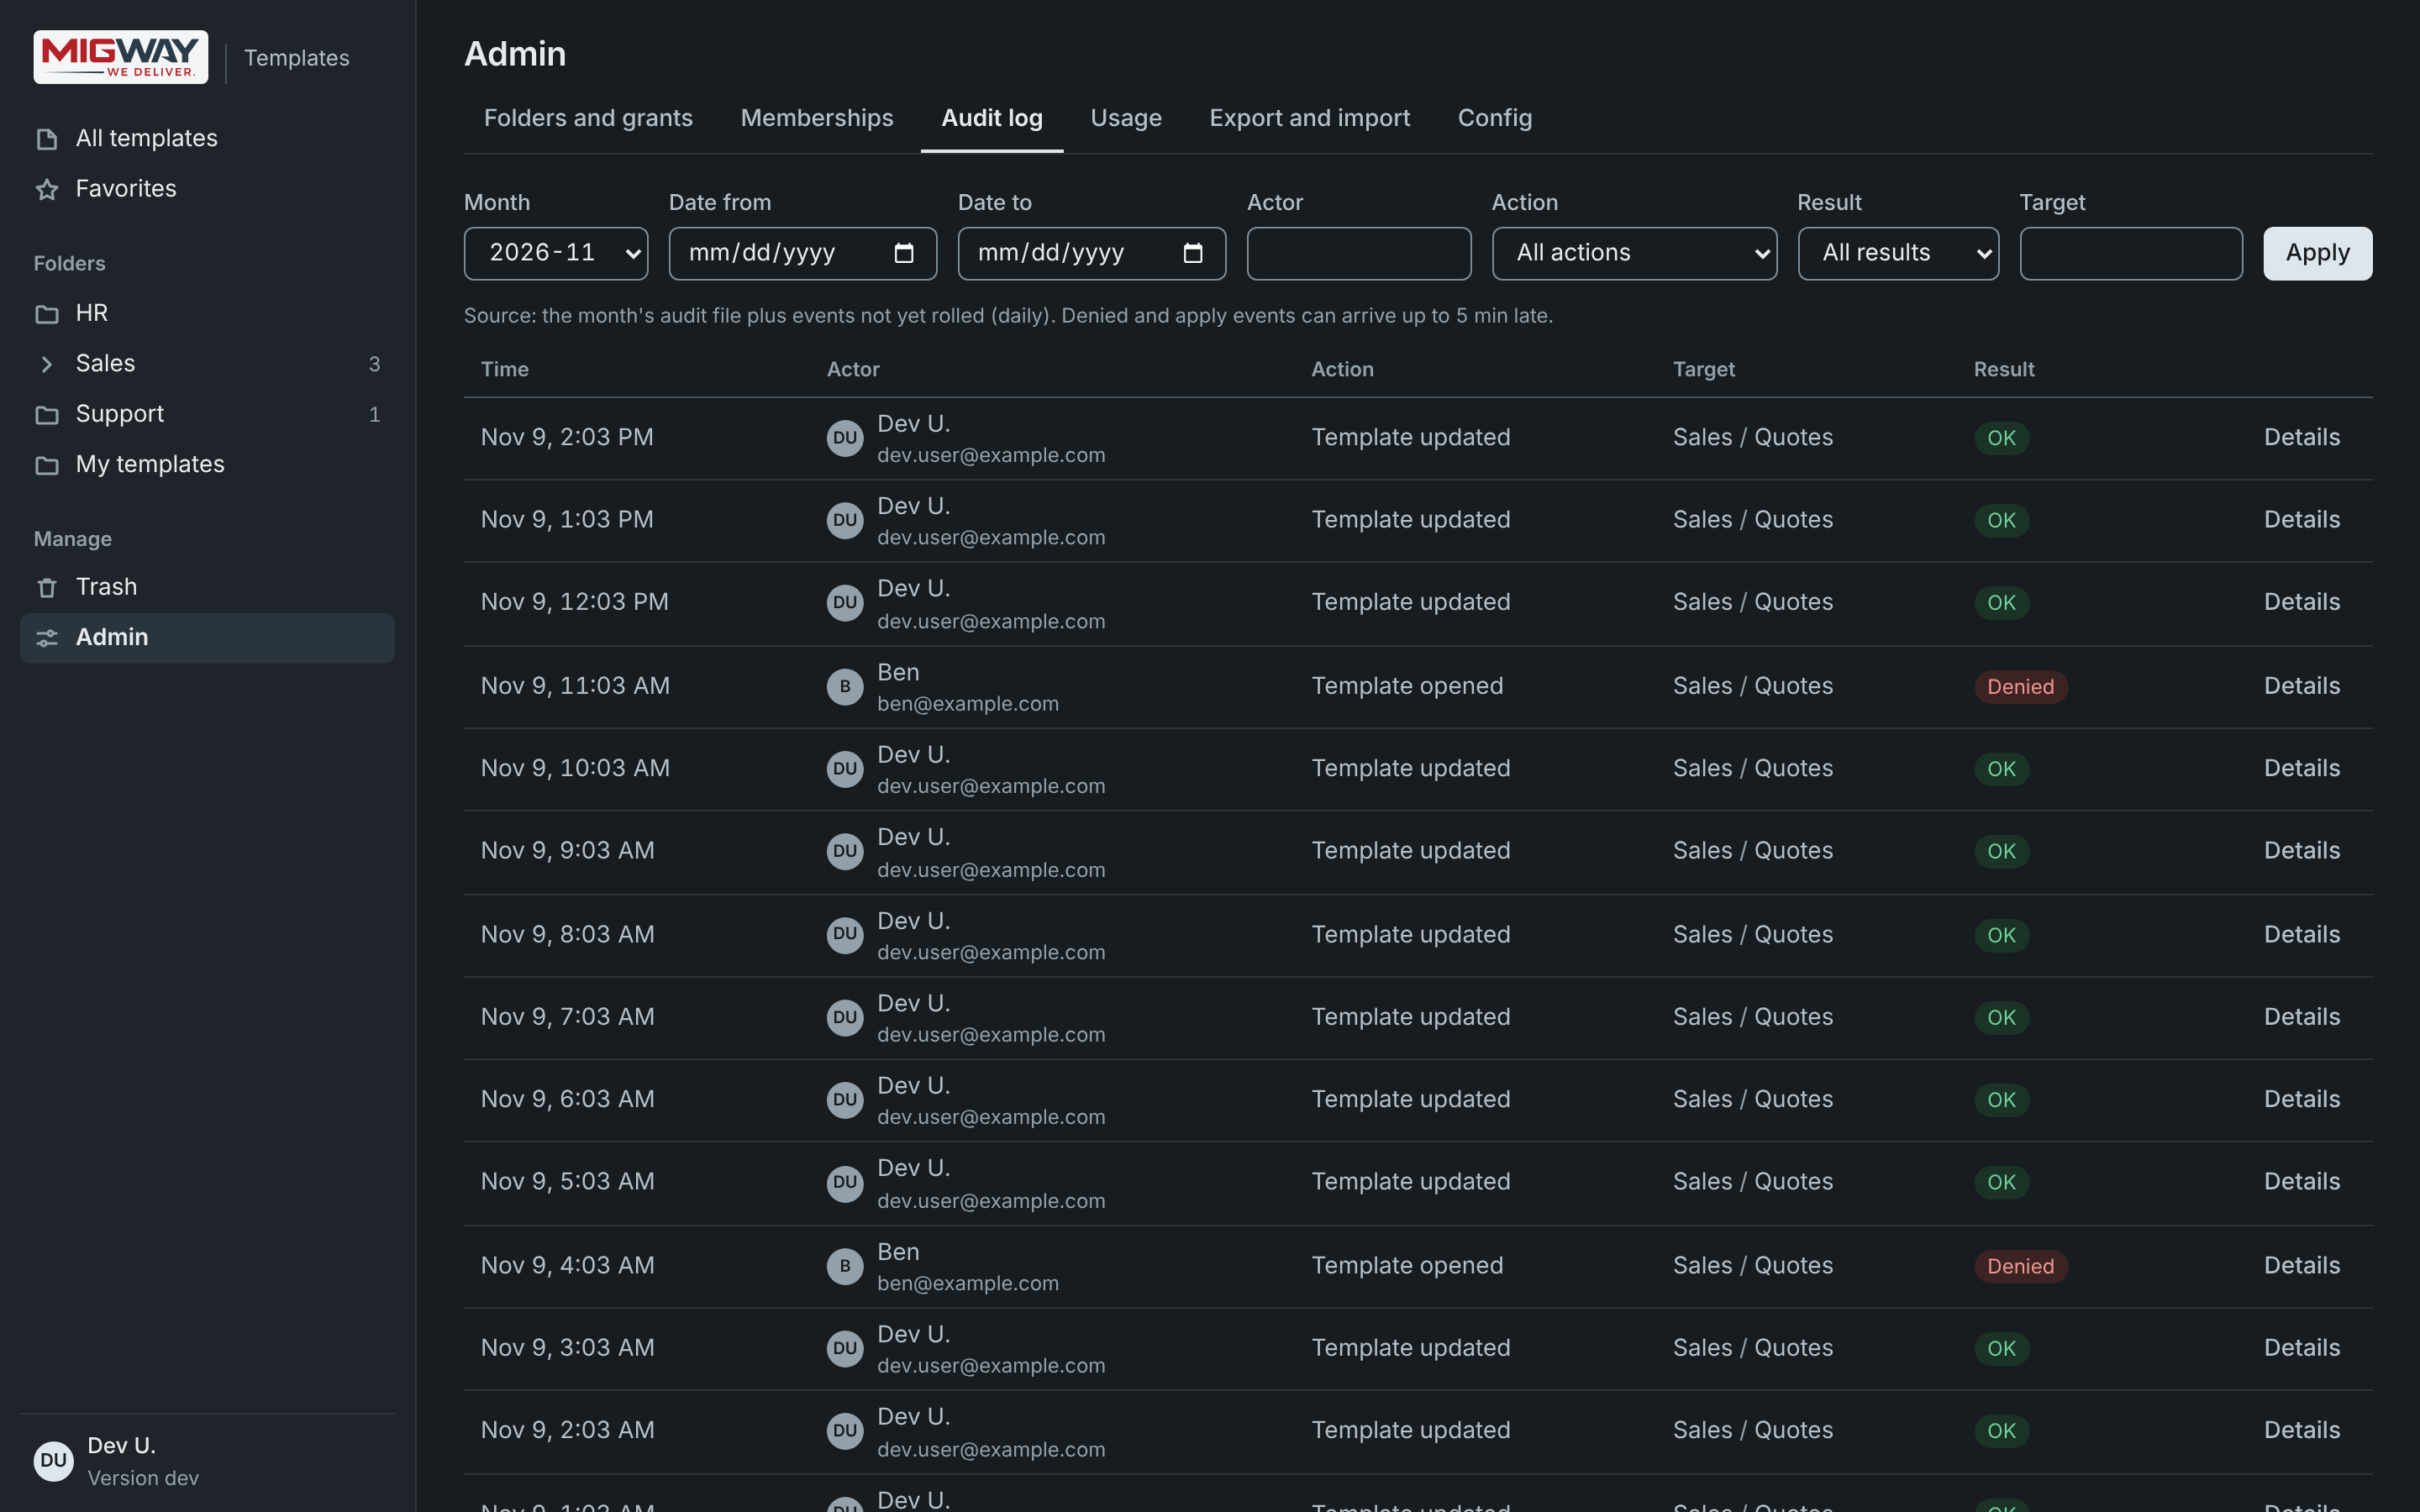 MIGWAY
WE DELIVER.
Templates
All templates
Favorites
Folders
HR
Sales 3
Support 1
My templates
Manage
Trash
Admin
DU
Dev U.
Version dev
Admin
Folders and grants Memberships Audit log Usage Export and import Config
Month Date from Date to Actor Action Result Target
2026-11 mm/dd/yyyy mm/dd/yyyy All actions All results Apply
Source: the month's audit file plus events not yet rolled (daily). Denied and apply events can arrive up to 5 min late.
Time Actor Action Target Result
Nov 9, 2:03 PM DU Dev U. Template updated Sales / Quotes OK Details
dev.user@example.com
Nov 9, 1:03 PM DU Dev U. Template updated Sales / Quotes OK Details
dev.user@example.com
Nov 9, 12:03 PM DU Dev U. Template updated Sales / Quotes OK Details
dev.user@example.com
Nov 9, 11:03 AM B Ben Template opened Sales / Quotes Denied Details
ben@example.com
Nov 9, 10:03 AM DU Dev U. Template updated Sales / Quotes OK Details
dev.user@example.com
Nov 9, 9:03 AM DU Dev U. Template updated Sales / Quotes OK Details
dev.user@example.com
Nov 9, 8:03 AM DU Dev U. Template updated Sales / Quotes OK Details
dev.user@example.com
Nov 9, 7:03 AM DU Dev U. Template updated Sales / Quotes OK Details
dev.user@example.com
Nov 9, 6:03 AM DU Dev U. Template updated Sales / Quotes OK Details
dev.user@example.com
Nov 9, 5:03 AM DU Dev U. Template updated Sales / Quotes OK Details
dev.user@example.com
Nov 9, 4:03 AM B Ben Template opened Sales / Quotes Denied Details
ben@example.com
Nov 9, 3:03 AM DU Dev U. Template updated Sales / Quotes OK Details
dev.user@example.com
Nov 9, 2:03 AM DU Dev U. Template updated Sales / Quotes OK Details
dev.user@example.com
Dev U.